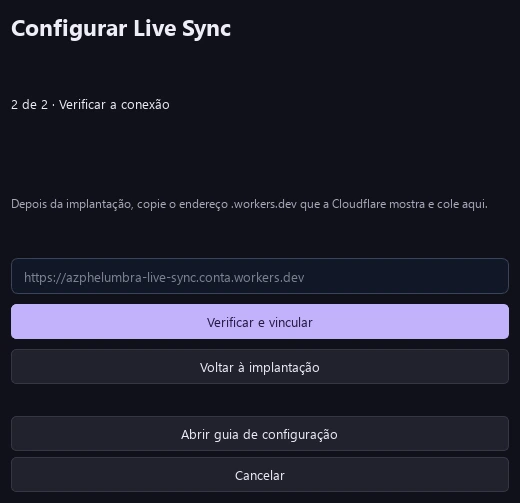 Configurar Live Sync
2 de 2 · Verificar a conexão
Depois da implantação, copie o endereço .workers.dev que a Cloudflare mostra e cole aqui.
https://azphelumbra-live-sync.conta.workers.dev
Verificar e vincular
Voltar à implantação
Abrir guia de configuração
Cancelar